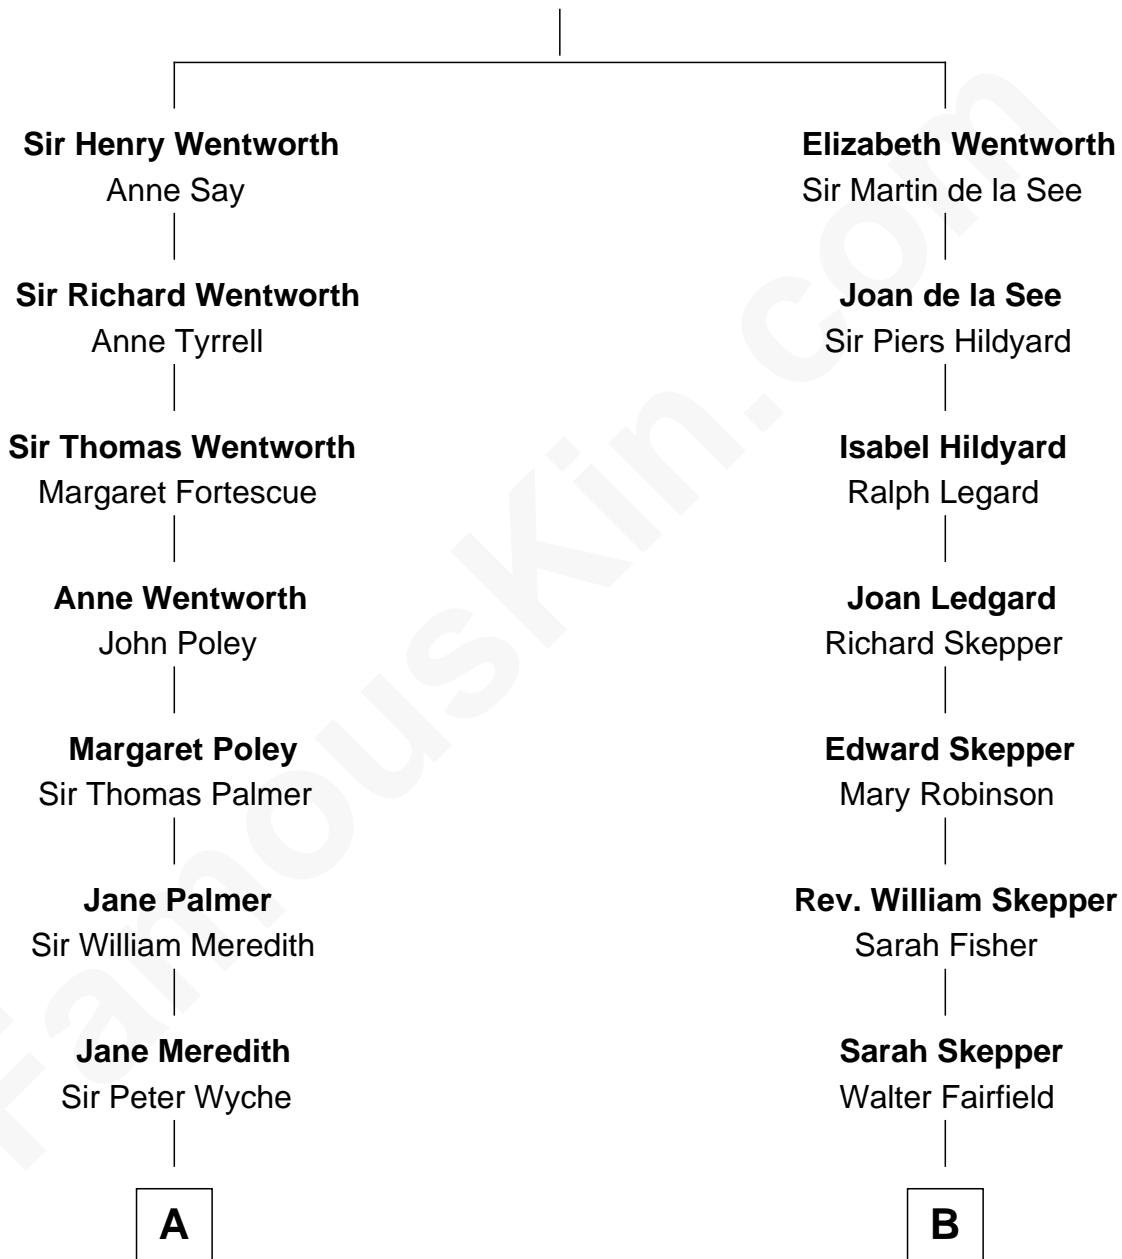 Sir Henry Wentworth
Anne Say
Sir Richard Wentworth
Anne Tyrrell
Sir Thomas Wentworth
Margaret Fortescue
Anne Wentworth
John Poley
Margaret Poley
Sir Thomas Palmer
Jane Palmer
Sir William Meredith
Jane Meredith
Sir Peter Wyche
A
Elizabeth Wentworth
Sir Martin de la See
Joan de la See
Sir Piers Hildyard
Isabel Hildyard
Ralph Legard
Joan Ledgard
Richard Skepper
Edward Skepper
Mary Robinson
Rev. William Skepper
Sarah Fisher
Sarah Skepper
Walter Fairfield
B
FamousKin.com